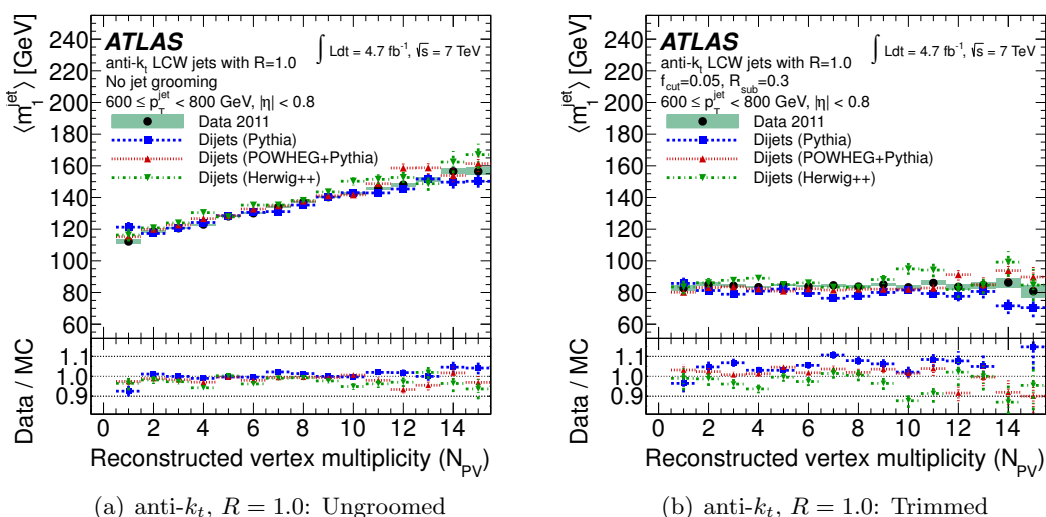 ATLAS
∫ Ldt = 4.7 fb⁻¹, √s = 7 TeV
anti-kₜ LCW jets with R=1.0
No jet grooming
600 ≤ p_T^jet < 800 GeV, |η| < 0.8
Data 2011
Dijets (Pythia)
Dijets (POWHEG+Pythia)
Dijets (Herwig++)
⟨m₁^jet⟩ [GeV]
240
220
200
180
160
140
120
100
80
60
Data / MC
1.1
1.0
0.9
0 2 4 6 8 10 12 14
Reconstructed vertex multiplicity (N_PV)
(a) anti-kₜ, R = 1.0: Ungroomed
ATLAS
∫ Ldt = 4.7 fb⁻¹, √s = 7 TeV
anti-kₜ LCW jets with R=1.0
f_cut=0.05, R_sub=0.3
600 ≤ p_T^jet < 800 GeV, |η| < 0.8
Data 2011
Dijets (Pythia)
Dijets (POWHEG+Pythia)
Dijets (Herwig++)
⟨m₁^jet⟩ [GeV]
240
220
200
180
160
140
120
100
80
60
Data / MC
1.1
1.0
0.9
0 2 4 6 8 10 12 14
Reconstructed vertex multiplicity (N_PV)
(b) anti-kₜ, R = 1.0: Trimmed